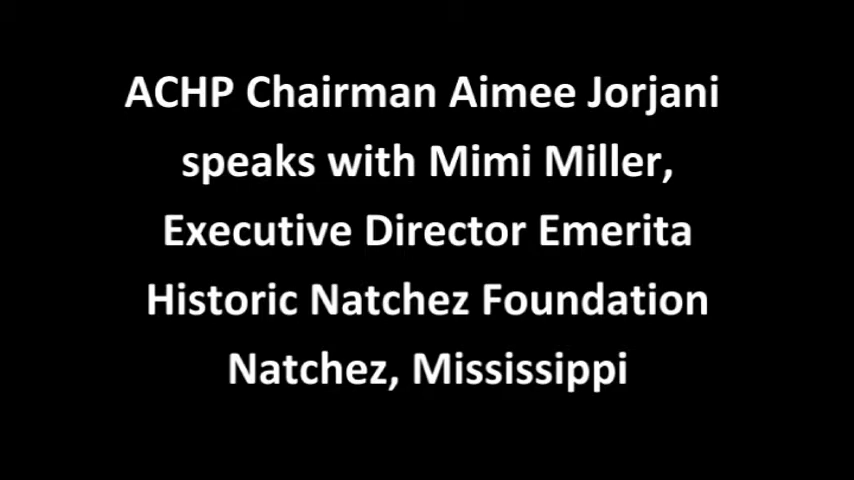 ACHP Chairman Aimee Jorjani
speaks with Mimi Miller,
Executive Director Emerita
Historic Natchez Foundation
Natchez, Mississippi